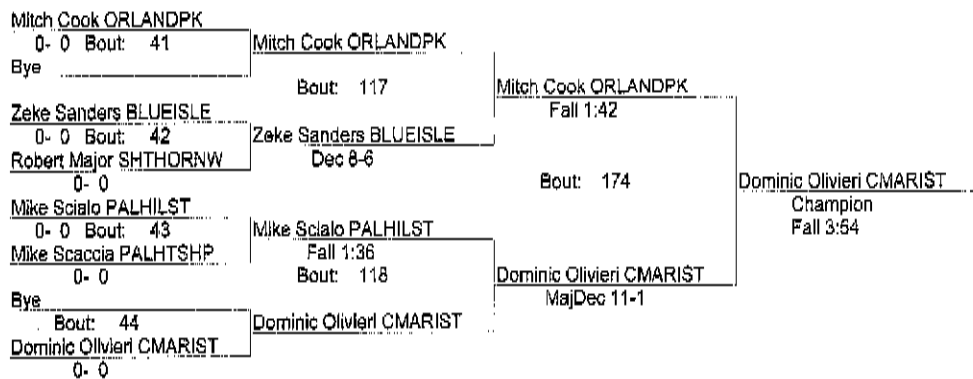 Mitch Cook ORLANDPK
0- 0 Bout: 41
Mitch Cook ORLANDPK
Bye
Bout: 117
Mitch Cook ORLANDPK
Fall 1:42
Zeke Sanders BLUEISLE
0- 0 Bout: 42
Zeke Sanders BLUEISLE
Dec 8-6
Robert Major SHTHORNW
0- 0
Bout: 174
Dominic Olivieri CMARIST
Champion
Fall 3:54
Mike Scialo PALHILST
0- 0 Bout: 43
Mike Scialo PALHILST
Fall 1:36
Mike Scaccia PALHTSHP
0- 0
Bout: 118
Dominic Olivieri CMARIST
MajDec 11-1
Bye
Bout: 44
Dominic Olivieri CMARIST
Dominic Olivieri CMARIST
0- 0